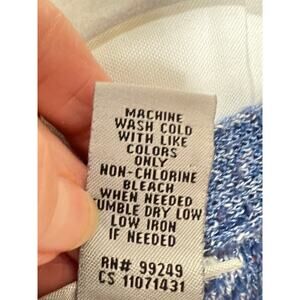 MACHINE
WASH COLD
WITH LIKE
COLORS
ONLY
NON-CHLORINE
BLEACH
WHEN NEEDED
TUMBLE DRY LOW
LOW IRON
IF NEEDED
RN# 99249
CS 11071431